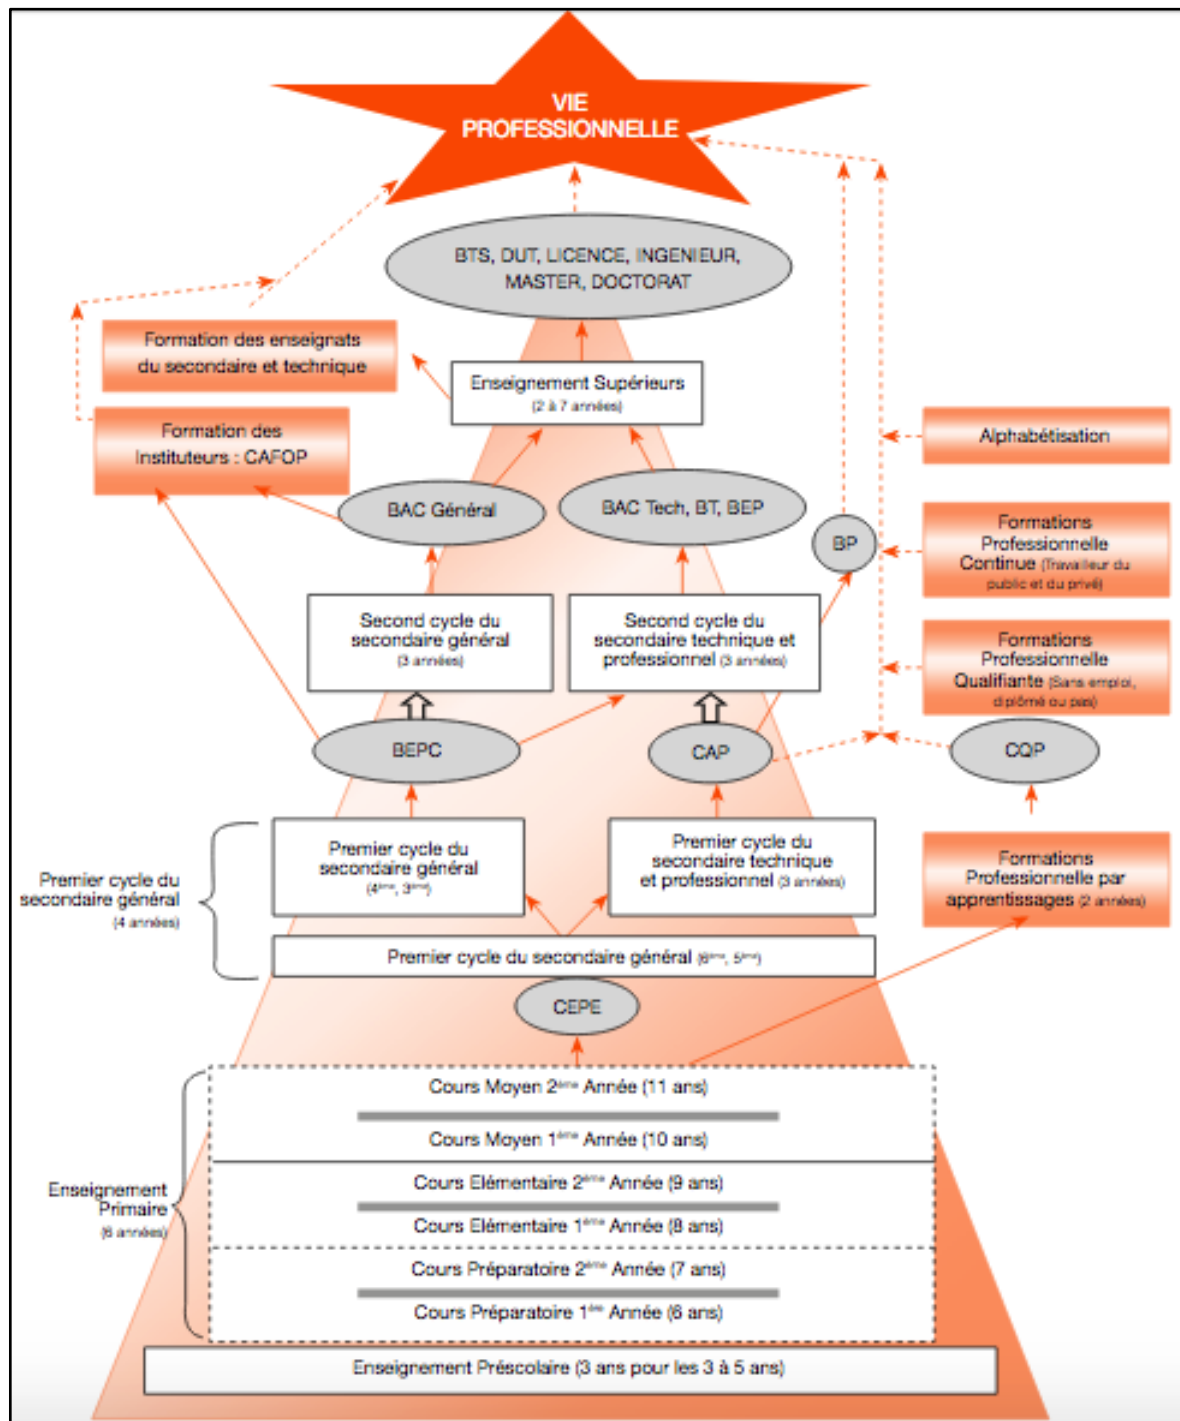 VIE
PROFESSIONNELLE
BTS, DUT, LICENCE, INGENIEUR,
MASTER, DOCTORAT
Formation des enseignats
du secondaire et technique
Enseignement Supérieurs
(2 à 7 années)
Formation des
Instituteurs : CAFOP
Alphabétisation
BAC Général
BAC Tech, BT, BEP
BP
Formations
Professionnelle
Continue (Travailleur du
public et du privé)
Second cycle du
secondaire général
(3 années)
Second cycle du
secondaire technique et
professionnel (3 années)
Formations
Professionnelle
Qualifiante (Sans emploi,
diplômé ou pas)
BEPC
CAP
CQP
Premier cycle du
secondaire général
(4 années)
Premier cycle du
secondaire général
(4ème, 3ème)
Premier cycle du
secondaire technique
et professionnel (3 années)
Formations
Professionnelle par
apprentissages (2 années)
Premier cycle du secondaire général (6ème, 5ème)
CEPE
Enseignement
Primaire
(6 années)
Cours Moyen 2ème Année (11 ans)
Cours Moyen 1ème Année (10 ans)
Cours Elémentaire 2ème Année (9 ans)
Cours Elémentaire 1ème Année (8 ans)
Cours Préparatoire 2ème Année (7 ans)
Cours Préparatoire 1ère Année (6 ans)
Enseignement Préscolaire (3 ans pour les 3 à 5 ans)